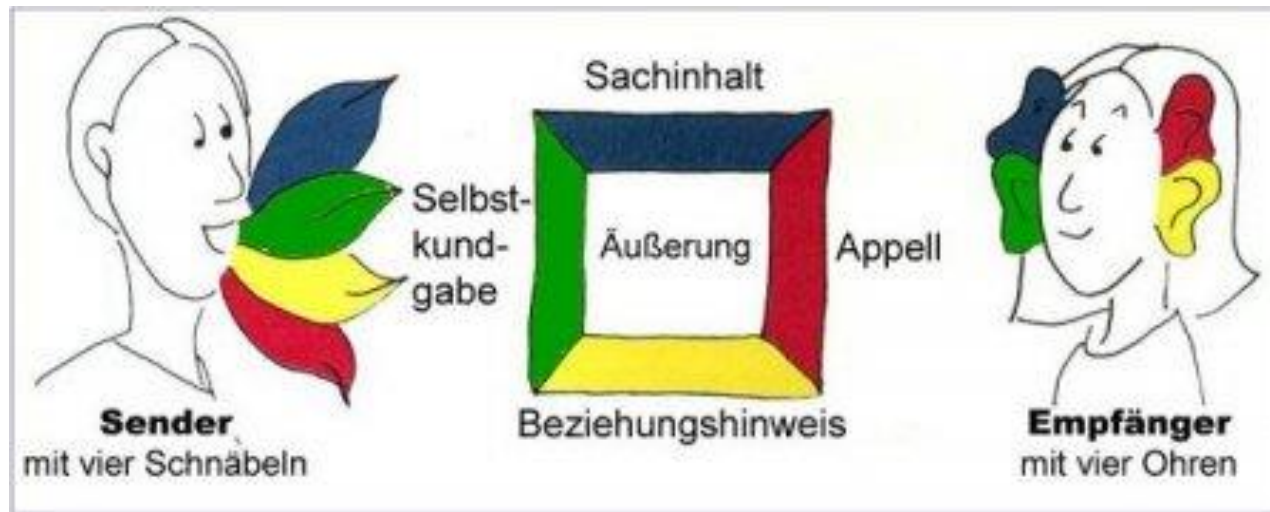 Sachinhalt
Selbst-
kund-
gabe
Äußerung
Appell
Beziehungshinweis
Sender
mit vier Schnäbeln
Empfänger
mit vier Ohren